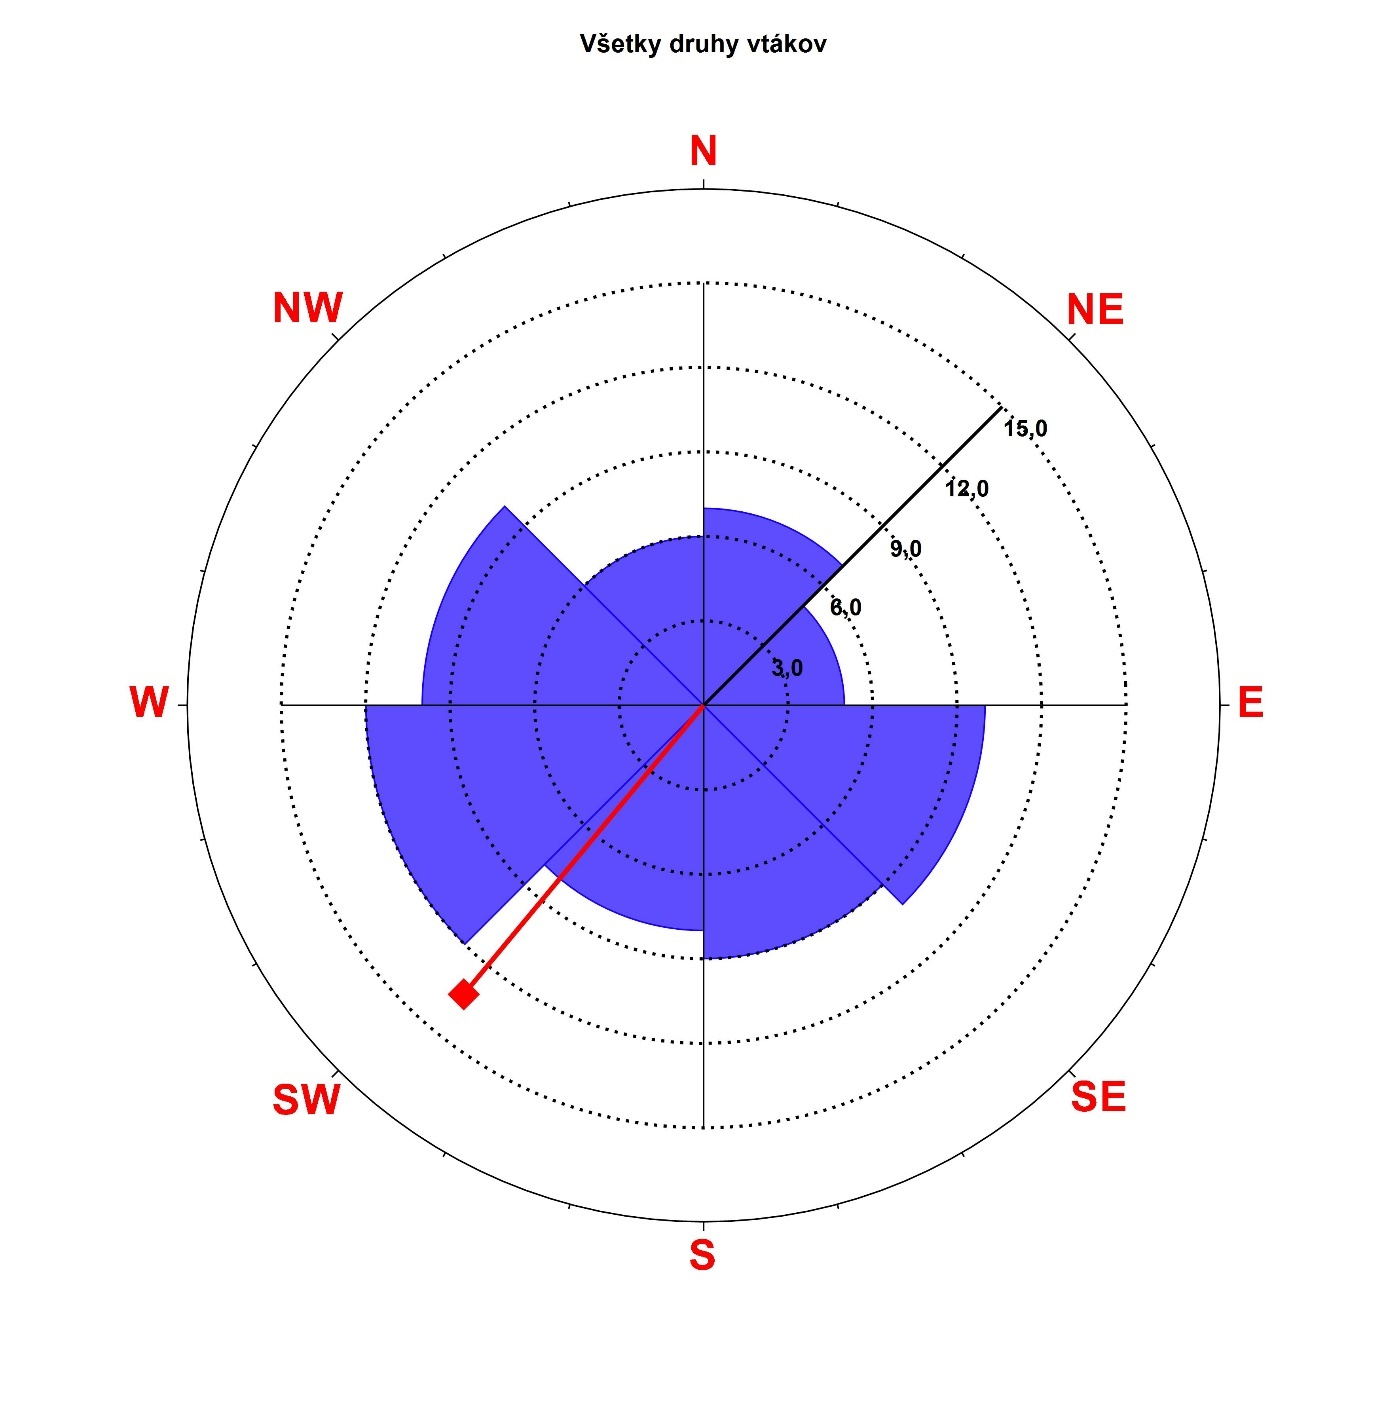 Všetky druhy vtákov
N
NW
NE
15,0
12,0
9,0
6,0
3,0
W
E
SW
SE
S